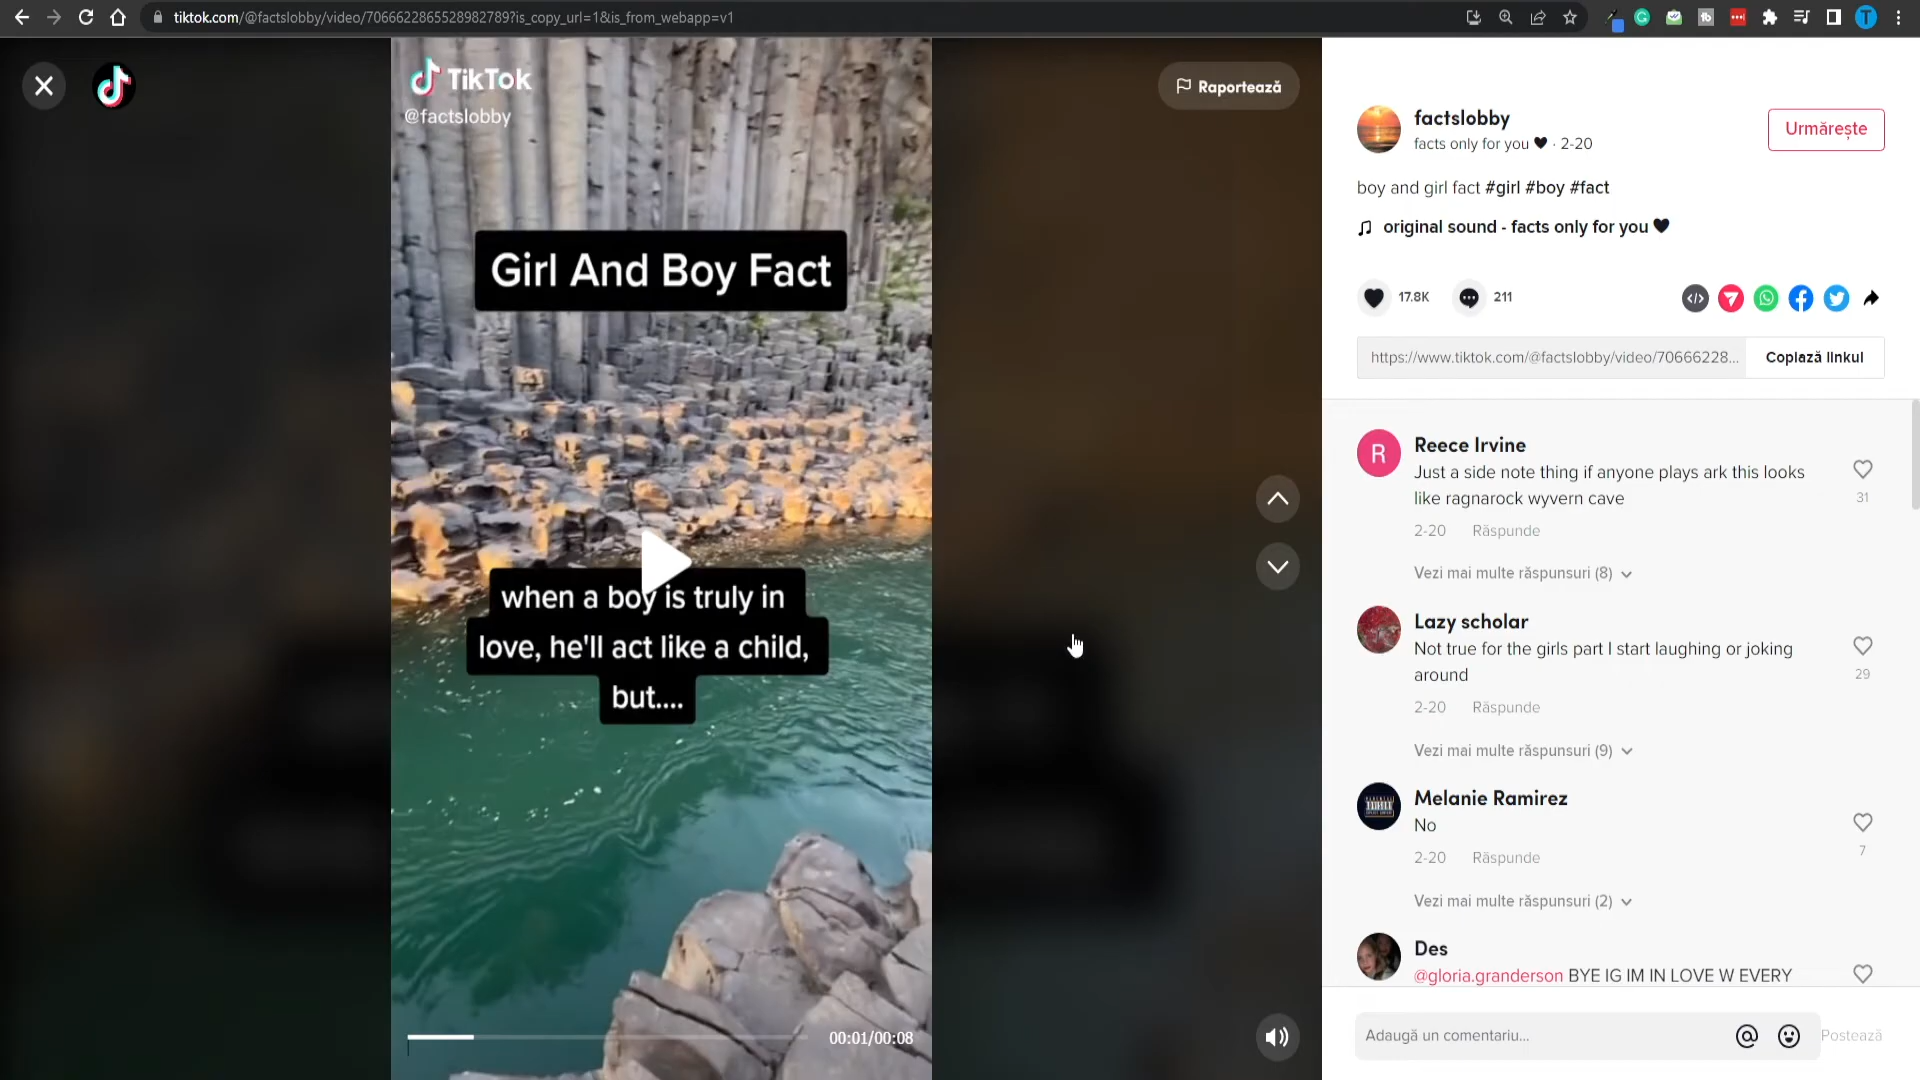 tiktok.com/@factslobby/video/7066622865528982789?is_copy_url=1&is_from_webapp=v1
TikTok
@factslobby
Raportează
Girl And Boy Fact
when a boy is truly in
love, he'll act like a child,
but....
00:01/00:08
factslobby
facts only for you 🖤 · 2-20
Urmărește
boy and girl fact #girl #boy #fact
original sound - facts only for you 🖤
17.8K
211
https://www.tiktok.com/@factslobby/video/70666228...
Copiază linkul
R
Reece Irvine
Just a side note thing if anyone plays ark this looks
like ragnarock wyvern cave
31
2-20 Răspunde
Vezi mai multe răspunsuri (8)
Lazy scholar
Not true for the girls part I start laughing or joking
around
29
2-20 Răspunde
Vezi mai multe răspunsuri (9)
Melanie Ramirez
No
7
2-20 Răspunde
Vezi mai multe răspunsuri (2)
Des
@gloria.granderson BYE IG IM IN LOVE W EVERY
Adaugă un comentariu...
Postează